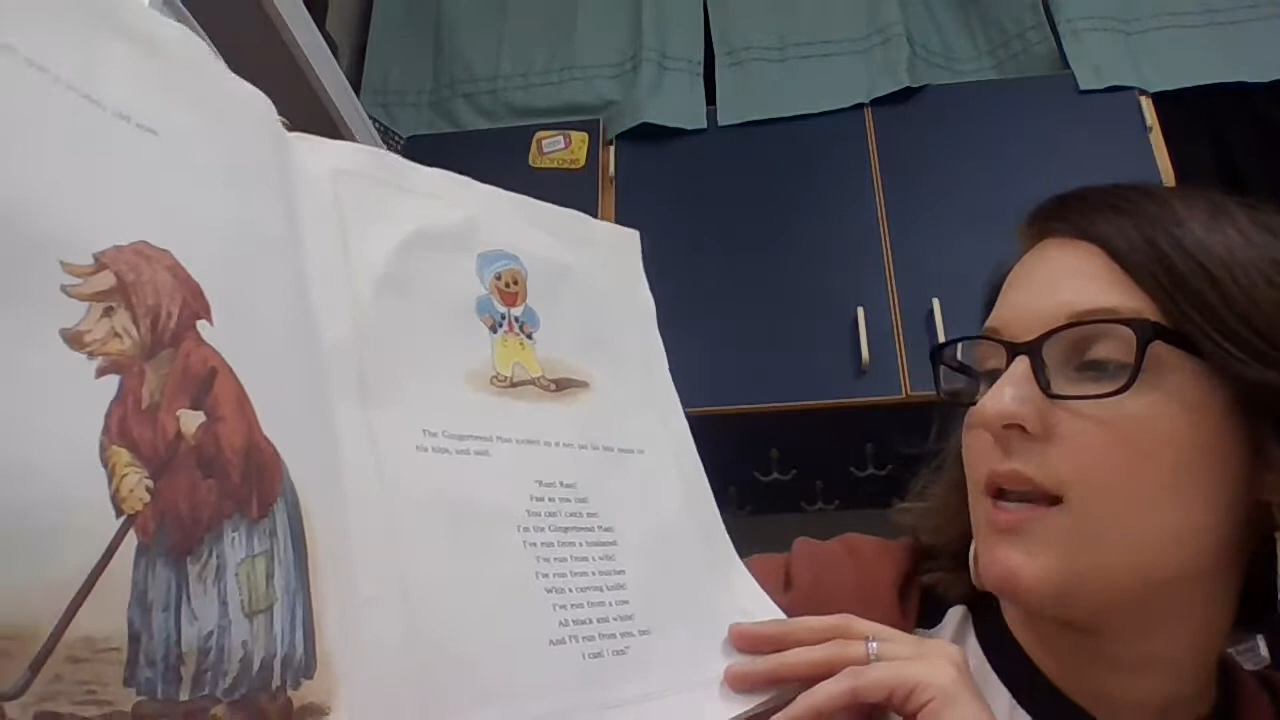 storage
The Gingerbread Man looked up at her, put his little hands on
his hips, and said,
"Run! Run!
Fast as you can!
You can't catch me!
I'm the Gingerbread Man!
I've run from a husband!
I've run from a wife!
I've run from a butcher
With a carving knife!
I've run from a cow
All black and white!
And I'll run from you, too!
I can! I can!"